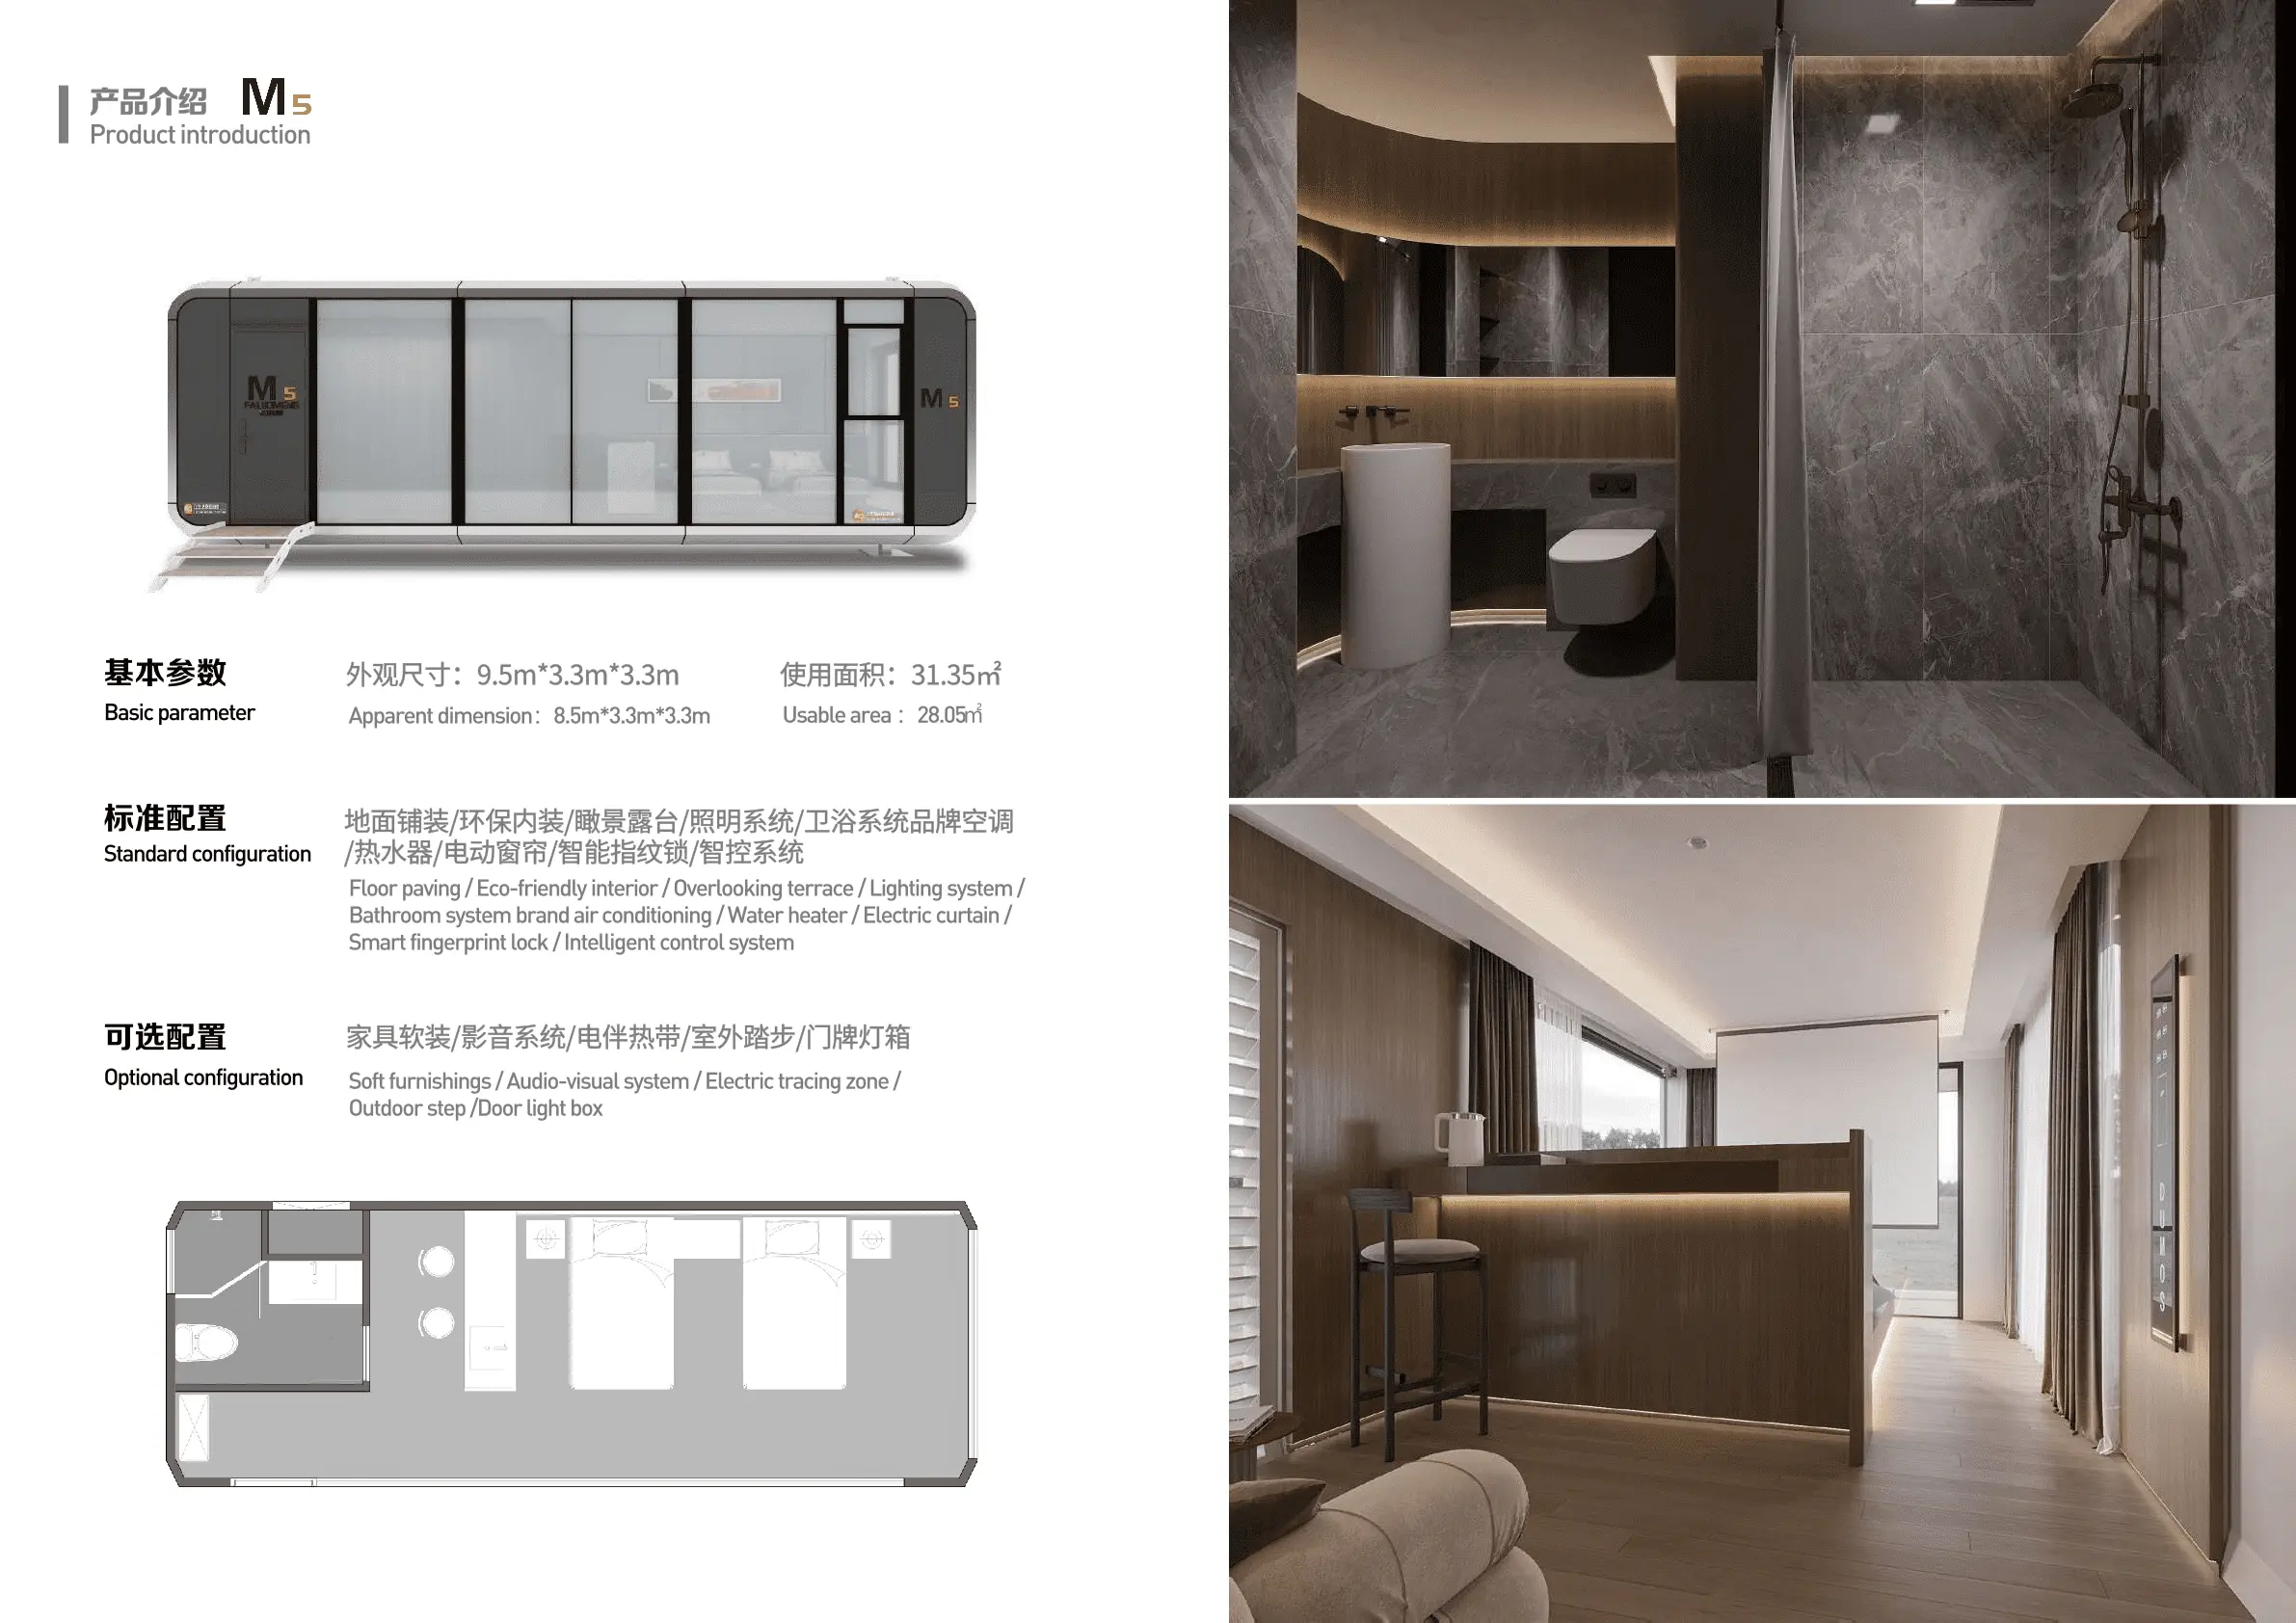 产品介绍 M5
Product introduction
M5
M5
基本参数
Basic parameter
外观尺寸：9.5m*3.3m*3.3m
使用面积：31.35㎡
Apparent dimension：8.5m*3.3m*3.3m
Usable area：28.05㎡
标准配置
Standard configuration
地面铺装/环保内装/瞰景露台/照明系统/卫浴系统品牌空调
/热水器/电动窗帘/智能指纹锁/智控系统
Floor paving / Eco-friendly interior / Overlooking terrace / Lighting system /
Bathroom system brand air conditioning / Water heater / Electric curtain /
Smart fingerprint lock / Intelligent control system
可选配置
Optional configuration
家具软装/影音系统/电伴热带/室外踏步/门牌灯箱
Soft furnishings / Audio-visual system / Electric tracing zone /
Outdoor step /Door light box
DUMOS